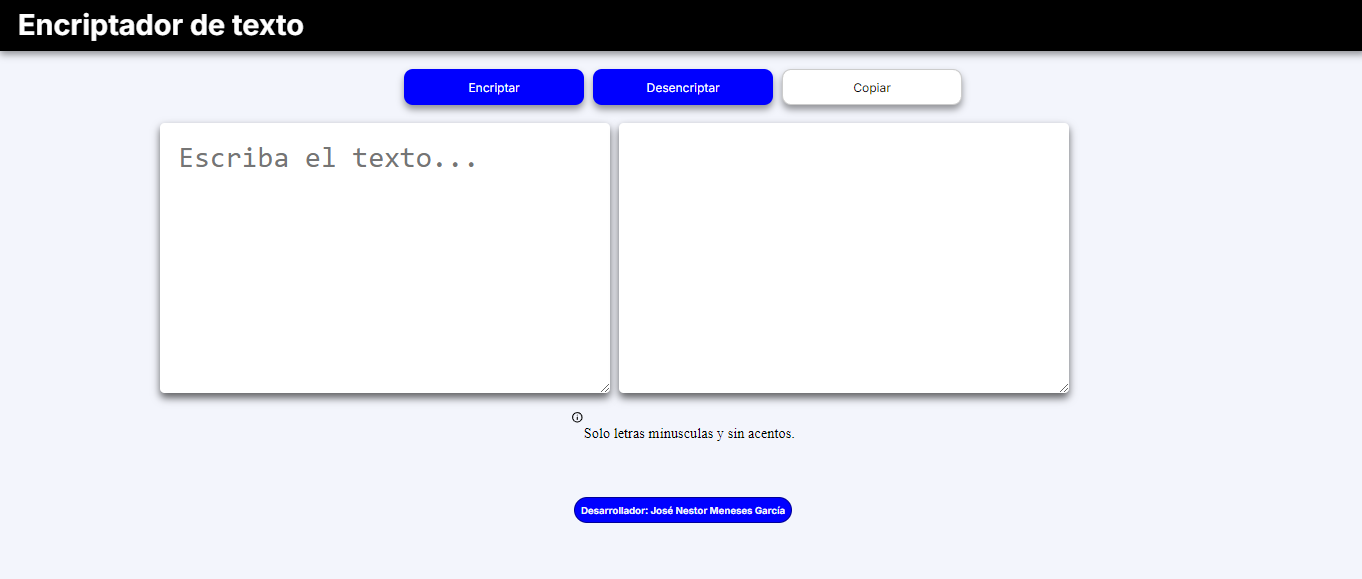 Encriptador de texto
Encriptar Desencriptar Copiar
Escriba el texto...
Solo letras minusculas y sin acentos.
Desarrollador: José Nestor Meneses García